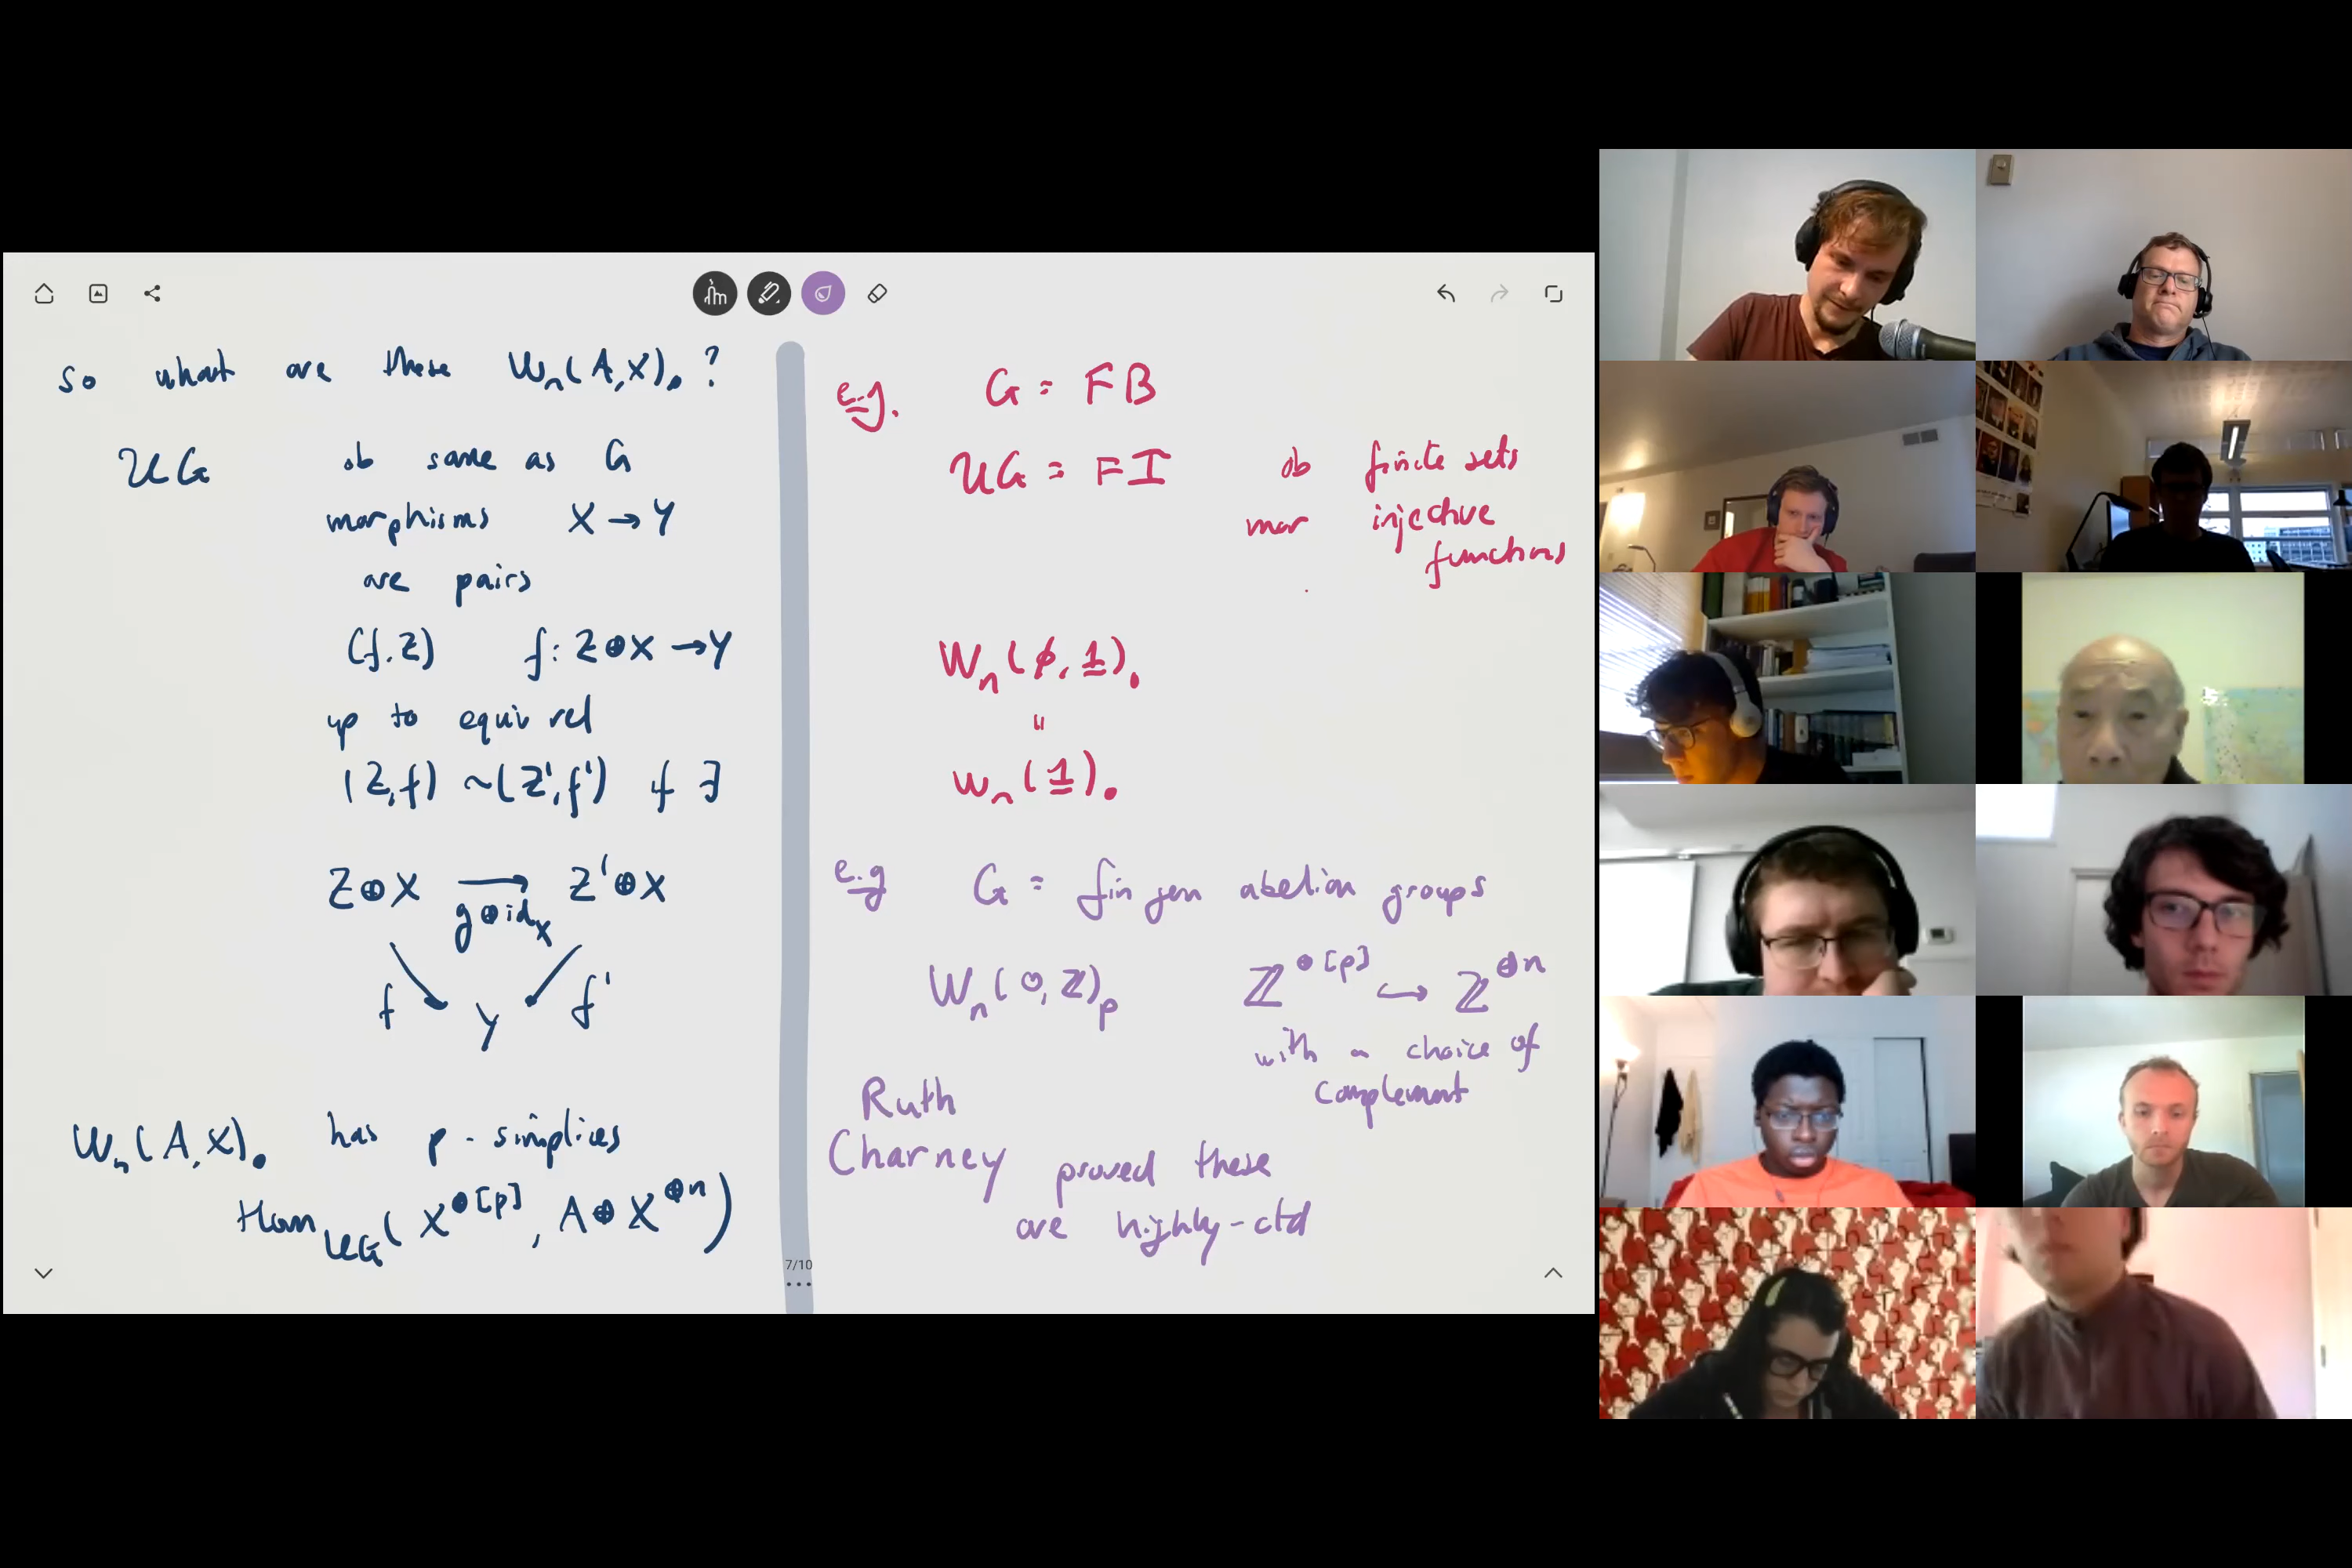 So what are these Wₙ(A,X)• ?
UG ob same as G
morphisms X → Y
are pairs
(f,Z) f: Z⊕X → Y
up to equiv rel
(Z,f) ~ (Z',f') if ∃
Z⊕X → Z'⊕X
g⊕id_X
f Y f'
Wₙ(A,X)• has p-simplices
Hom_UG(X^⊕[p], A⊕X^⊕n)
7/10
e.g. G = FB
UG = FI ob finite sets
mor injective
functions
Wₙ(ϕ,1)•
"
wₙ(1)•
e.g G = fin gen abelian groups
Wₙ(0,ℤ)ₚ ℤ^⊕[p] ↪ ℤ^⊕n
with a choice of
complement
Ruth
Charney proved these
are highly-ctd